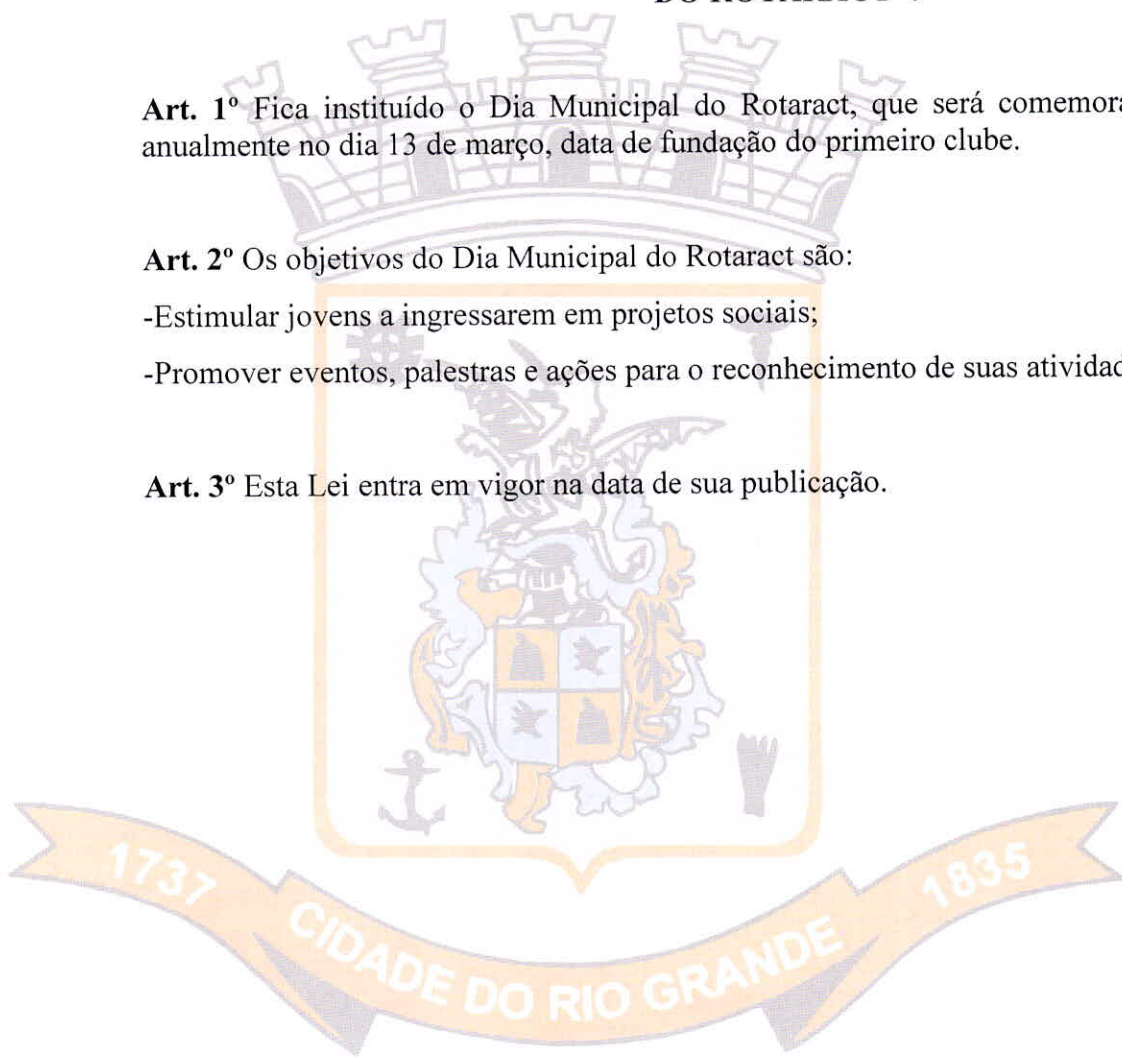 Art. 1º Fica instituído o Dia Municipal do Rotaract, que será comemora
anualmente no dia 13 de março, data de fundação do primeiro clube.
Art. 2º Os objetivos do Dia Municipal do Rotaract são:
-Estimular jovens a ingressarem em projetos sociais;
-Promover eventos, palestras e ações para o reconhecimento de suas atividad
Art. 3º Esta Lei entra em vigor na data de sua publicação.
1737 CIDADE DO RIO GRANDE 1835